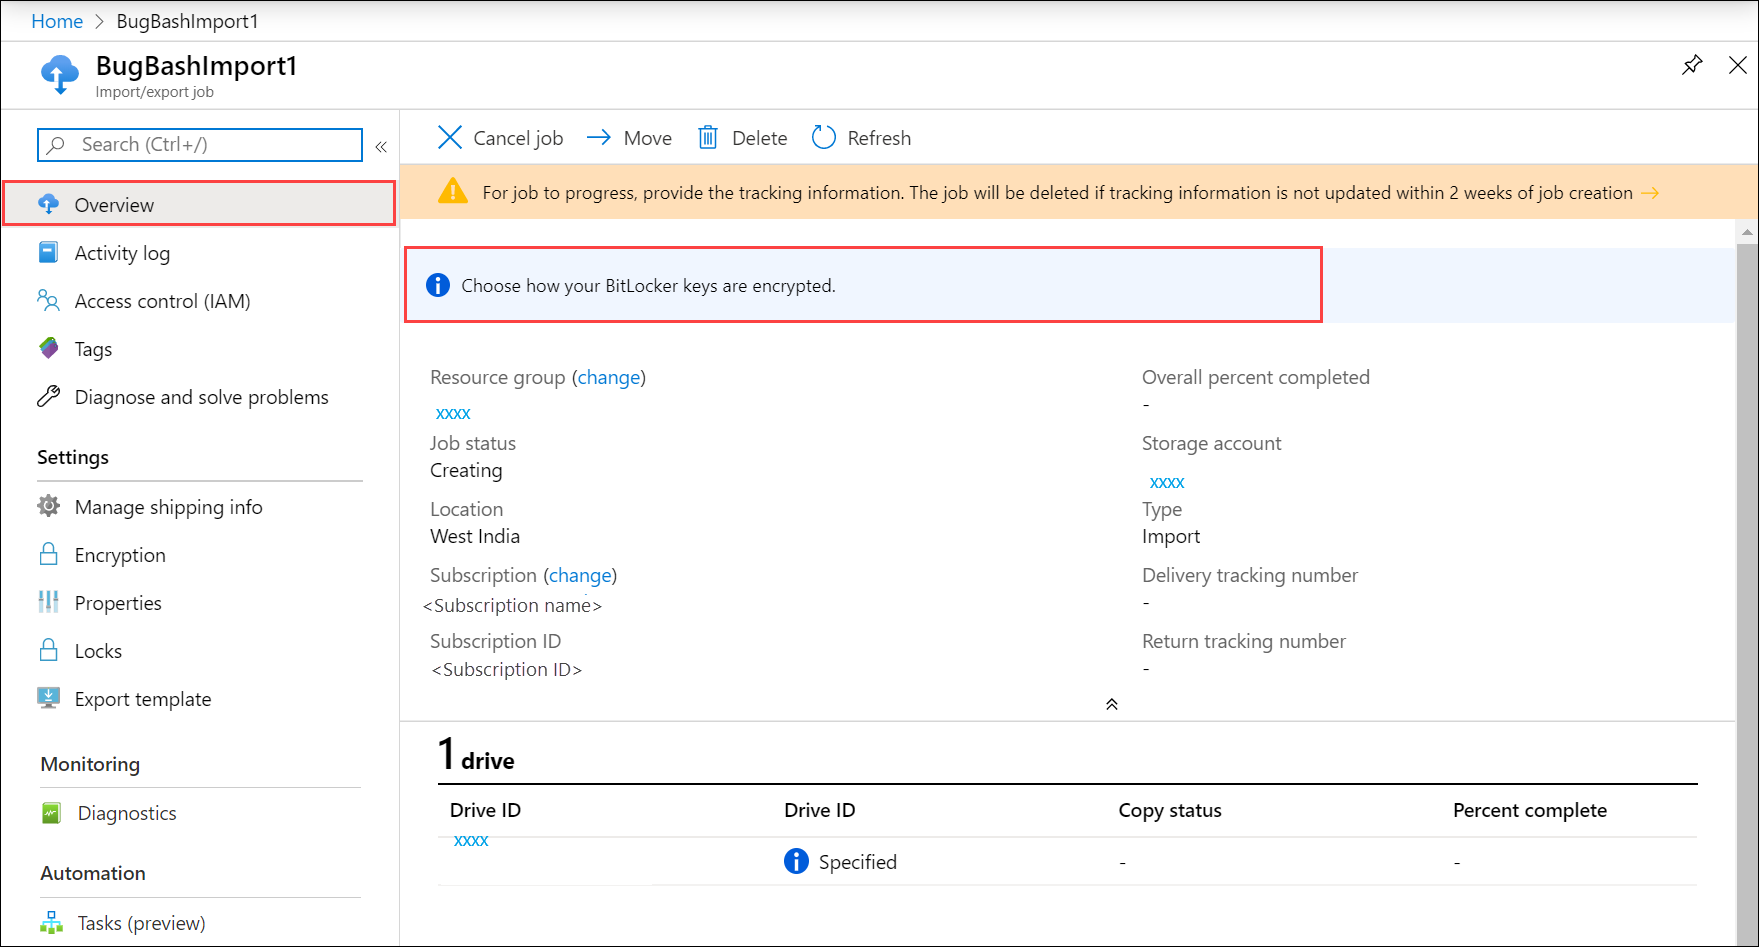 Home > BugBashImport1
BugBashImport1
Import/export job
Search (Ctrl+/)
«
Overview
Activity log
Access control (IAM)
Tags
Diagnose and solve problems
Settings
Manage shipping info
Encryption
Properties
Locks
Export template
Monitoring
Diagnostics
Automation
Tasks (preview)
Cancel job Move Delete Refresh
For job to progress, provide the tracking information. The job will be deleted if tracking information is not updated within 2 weeks of job creation →
Choose how your BitLocker keys are encrypted.
Resource group (change)
xxxx
Job status
Creating
Location
West India
Subscription (change)
<Subscription name>
Subscription ID
<Subscription ID>
Overall percent completed
-
Storage account
xxxx
Type
Import
Delivery tracking number
-
Return tracking number
-
1 drive
Drive ID Drive ID Copy status Percent complete
xxxx
Specified - -